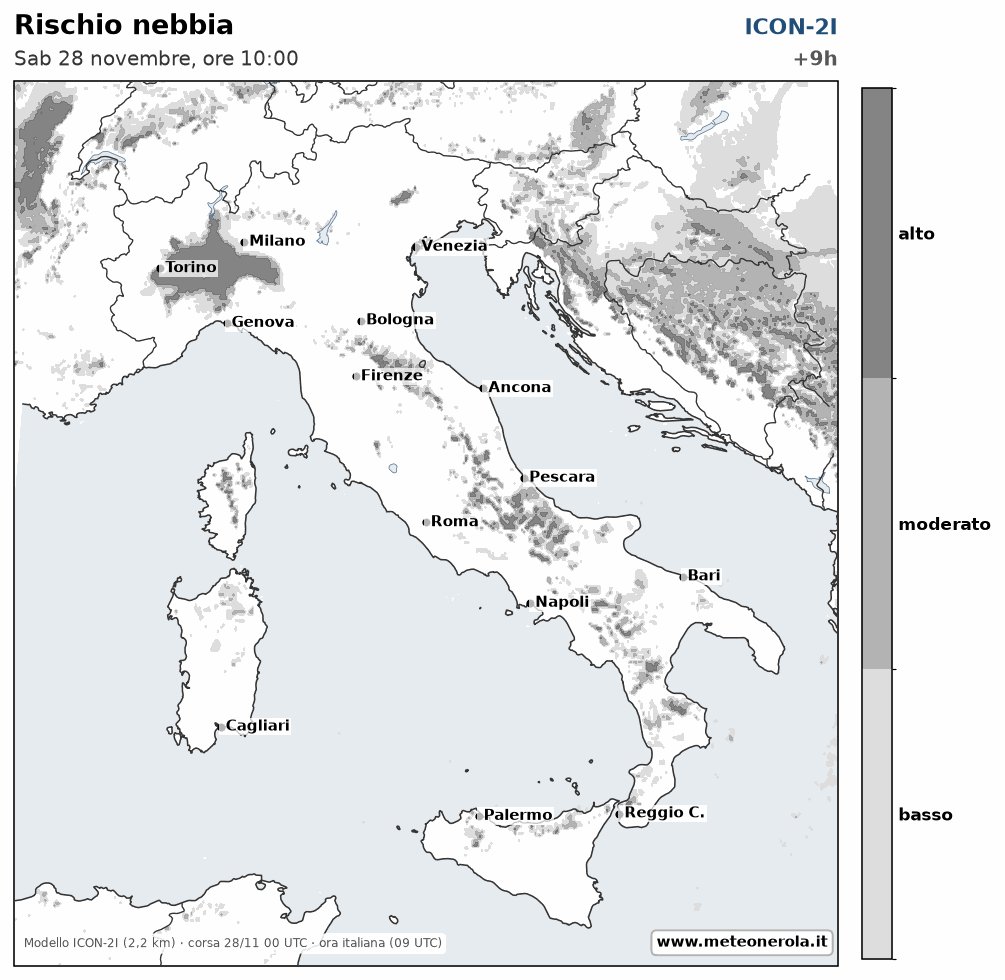 Rischio nebbia
ICON-2I
Sab 28 novembre, ore 10:00
+9h
Milano
Venezia
Torino
Genova
Bologna
Firenze
Ancona
Pescara
Roma
Bari
Napoli
Cagliari
Palermo
Reggio C.
alto
moderato
basso
Modello ICON-2I (2,2 km) · corsa 28/11 00 UTC · ora italiana (09 UTC)
www.meteonerola.it